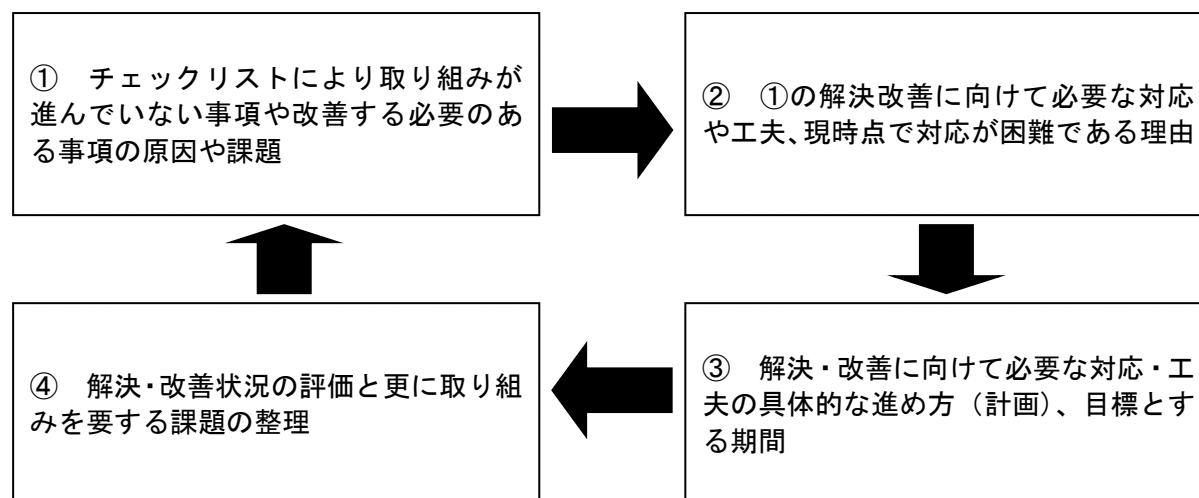 ① チェックリストにより取り組みが
進んでいない事項や改善する必要のあ
る事項の原因や課題
② ①の解決改善に向けて必要な対応
や工夫、現時点で対応が困難である理由
③ 解決・改善に向けて必要な対応・工
夫の具体的な進め方（計画）、目標とす
る期間
④ 解決・改善状況の評価と更に取り組
みを要する課題の整理